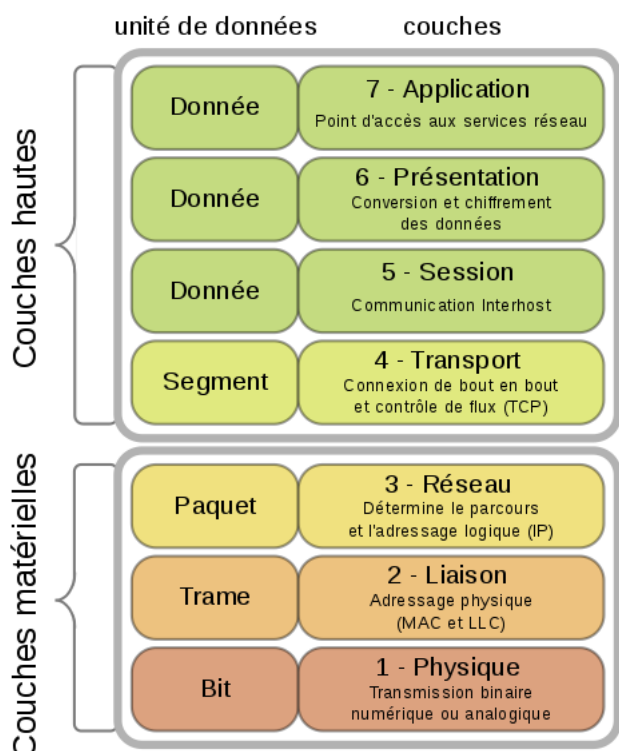 unité de données
couches
Couches hautes
Donnée
7 - Application
Point d'accès aux services réseau
Donnée
6 - Présentation
Conversion et chiffrement
des données
Donnée
5 - Session
Communication Interhost
Segment
4 - Transport
Connexion de bout en bout
et contrôle de flux (TCP)
Couches matérielles
Paquet
3 - Réseau
Détermine le parcours
et l'adressage logique (IP)
Trame
2 - Liaison
Adressage physique
(MAC et LLC)
Bit
1 - Physique
Transmission binaire
numérique ou analogique